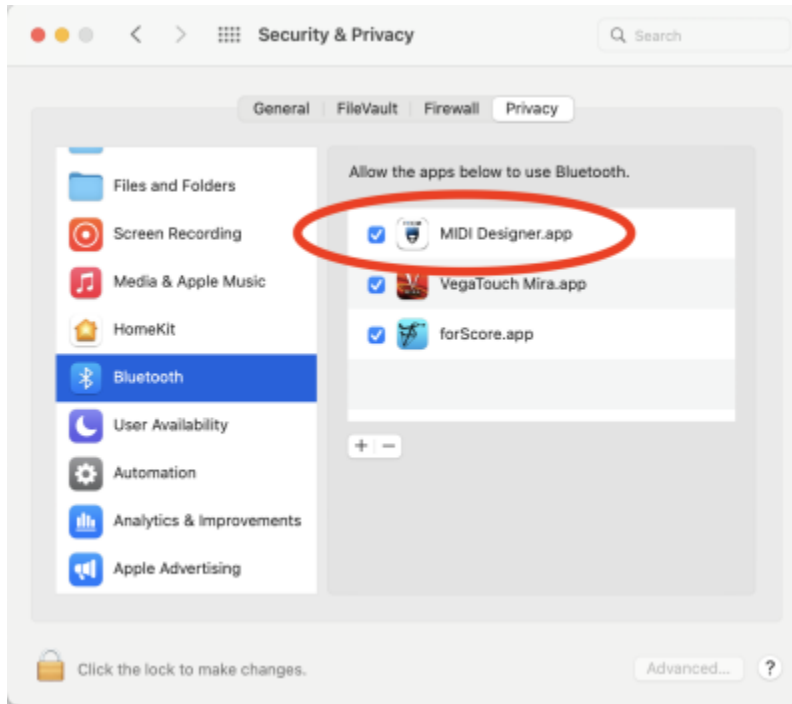 Security & Privacy
Search
General FileVault Firewall Privacy
Files and Folders
Screen Recording
Media & Apple Music
HomeKit
Bluetooth
User Availability
Automation
Analytics & Improvements
Apple Advertising
Allow the apps below to use Bluetooth.
MIDI Designer.app
VegaTouch Mira.app
forScore.app
+ −
Click the lock to make changes.
Advanced... ?